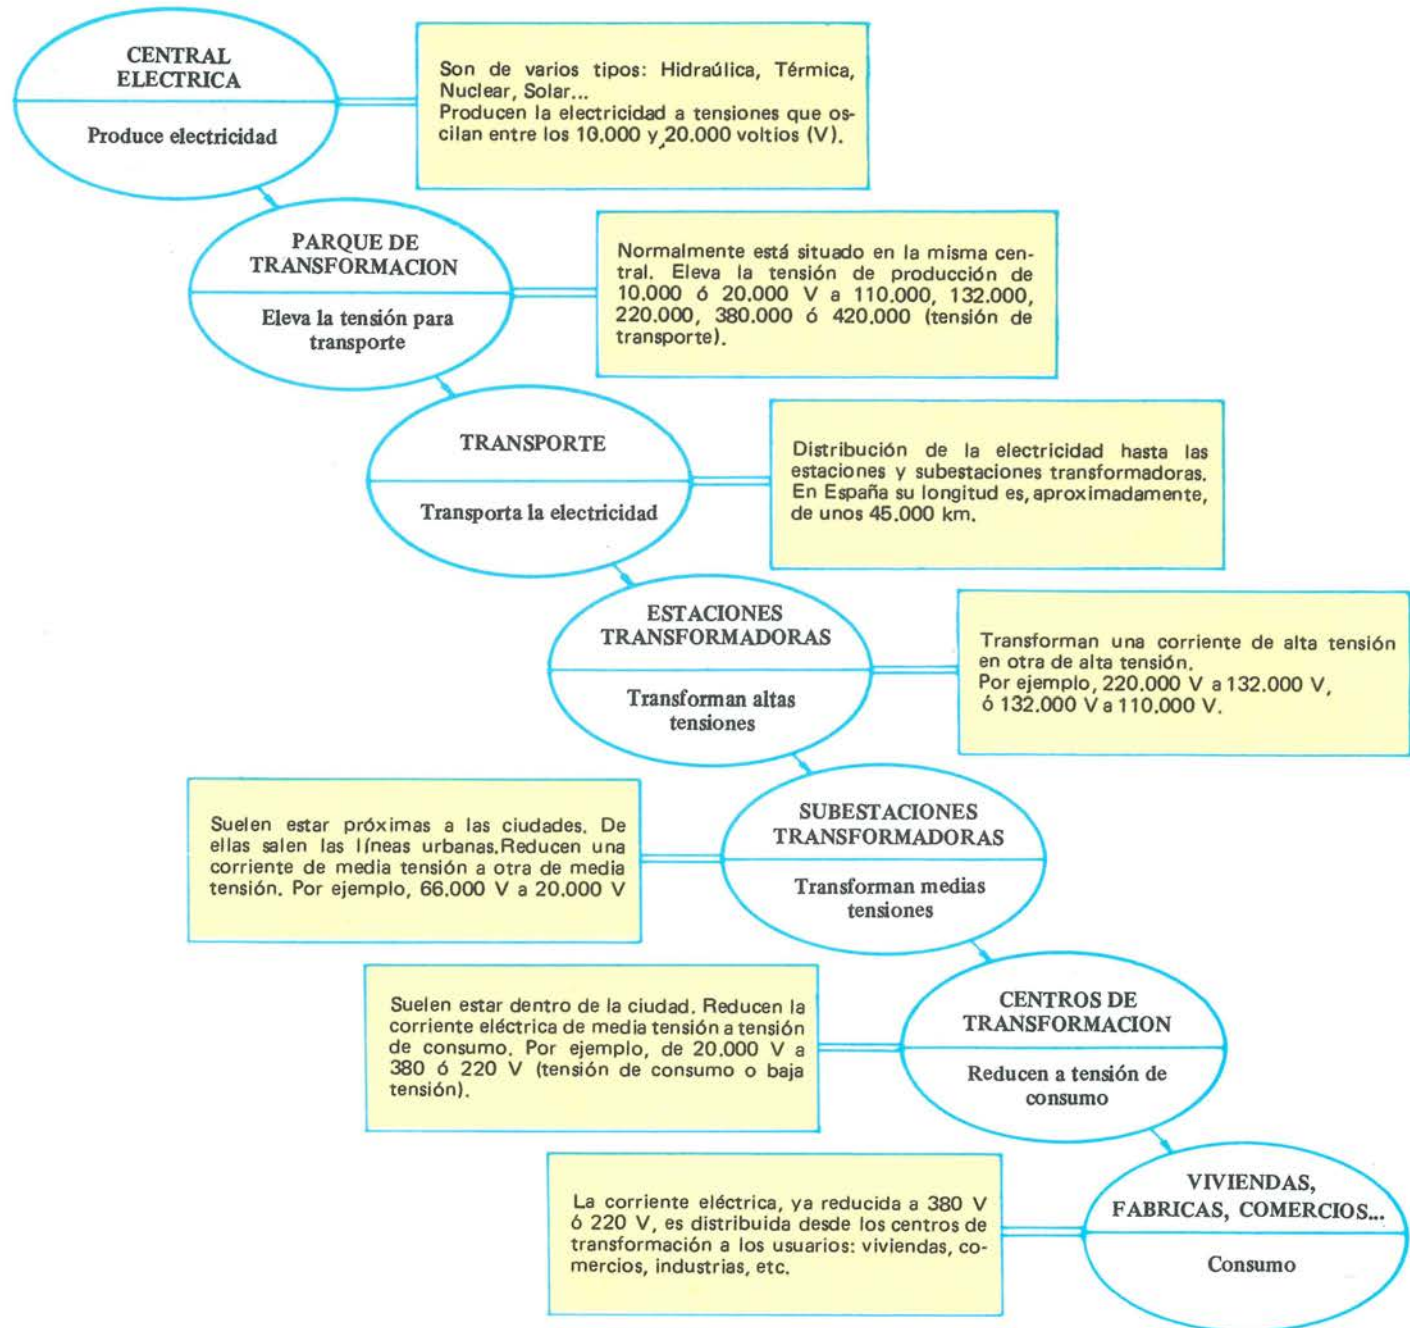 CENTRAL
ELECTRICA
Produce electricidad
Son de varios tipos: Hidraúlica, Térmica,
Nuclear, Solar...
Producen la electricidad a tensiones que os-
cilan entre los 10.000 y 20.000 voltios (V).
PARQUE DE
TRANSFORMACION
Eleva la tensión para
transporte
Normalmente está situado en la misma cen-
tral. Eleva la tensión de producción de
10.000 ó 20.000 V a 110.000, 132.000,
220.000, 380.000 ó 420.000 (tensión de
transporte).
TRANSPORTE
Transporta la electricidad
Distribución de la electricidad hasta las
estaciones y subestaciones transformadoras.
En España su longitud es, aproximadamente,
de unos 45.000 km.
ESTACIONES
TRANSFORMADORAS
Transforman altas
tensiones
Transforman una corriente de alta tensión
en otra de alta tensión.
Por ejemplo, 220.000 V a 132.000 V,
ó 132.000 V a 110.000 V.
SUBESTACIONES
TRANSFORMADORAS
Transforman medias
tensiones
Suelen estar próximas a las ciudades. De
ellas salen las líneas urbanas.Reducen una
corriente de media tensión a otra de media
tensión. Por ejemplo, 66.000 V a 20.000 V
CENTROS DE
TRANSFORMACION
Reducen a tensión de
consumo
Suelen estar dentro de la ciudad. Reducen la
corriente eléctrica de media tensión a tensión
de consumo. Por ejemplo, de 20.000 V a
380 ó 220 V (tensión de consumo o baja
tensión).
VIVIENDAS,
FABRICAS, COMERCIOS...
Consumo
La corriente eléctrica, ya reducida a 380 V
ó 220 V, es distribuida desde los centros de
transformación a los usuarios: viviendas, co-
mercios, industrias, etc.